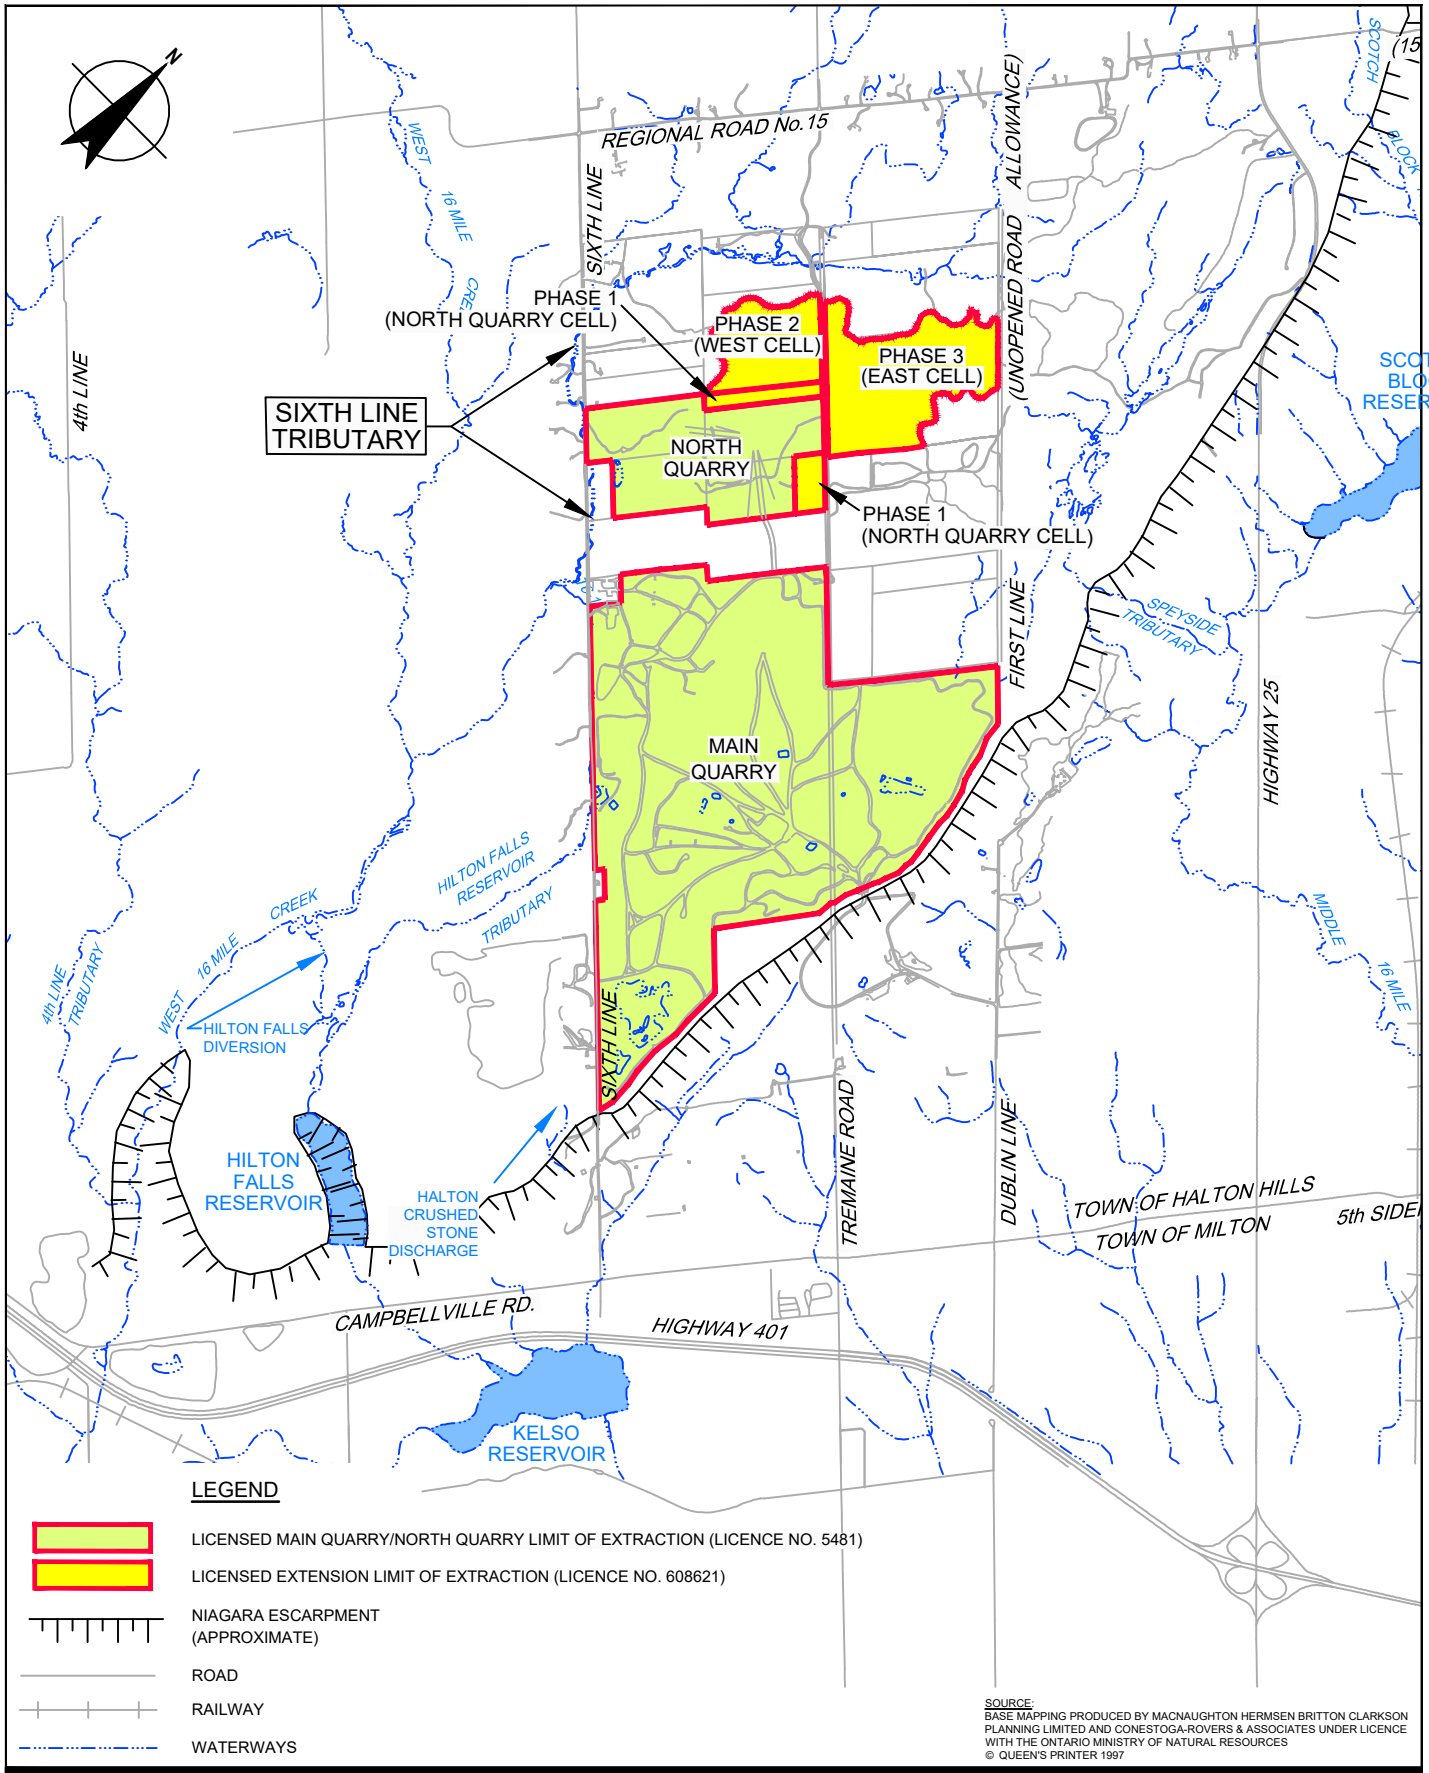 N
SCOTCH
BLOCK
(15
REGIONAL ROAD No.15
WEST
16 MILE
CRE
SIXTH LINE
(UNOPENED ROAD ALLOWANCE)
PHASE 1
(NORTH QUARRY CELL)
PHASE 2
(WEST CELL)
PHASE 3
(EAST CELL)
4th LINE
SCOT
BLO
RESER
SIXTH LINE
TRIBUTARY
NORTH
QUARRY
PHASE 1
(NORTH QUARRY CELL)
FIRST LINE
SPEYSIDE
TRIBUTARY
HIGHWAY 25
MAIN
QUARRY
HILTON FALLS
RESERVOIR
TRIBUTARY
WEST
16 MILE
CREEK
4th LINE
TRIBUTARY
MIDDLE
16 MILE
HILTON FALLS
DIVERSION
SIXTH LINE
TREMAINE ROAD
DUBLIN LINE
HILTON
FALLS
RESERVOIR
HALTON
CRUSHED
STONE
DISCHARGE
TOWN OF HALTON HILLS
TOWN OF MILTON
5th SIDE
CAMPBELLVILLE RD.
HIGHWAY 401
KELSO
RESERVOIR
LEGEND
LICENSED MAIN QUARRY/NORTH QUARRY LIMIT OF EXTRACTION (LICENCE NO. 5481)
LICENSED EXTENSION LIMIT OF EXTRACTION (LICENCE NO. 608621)
NIAGARA ESCARPMENT
(APPROXIMATE)
ROAD
RAILWAY
WATERWAYS
SOURCE:
BASE MAPPING PRODUCED BY MACNAUGHTON HERMSEN BRITTON CLARKSON
PLANNING LIMITED AND CONESTOGA-ROVERS & ASSOCIATES UNDER LICENCE
WITH THE ONTARIO MINISTRY OF NATURAL RESOURCES
© QUEEN'S PRINTER 1997